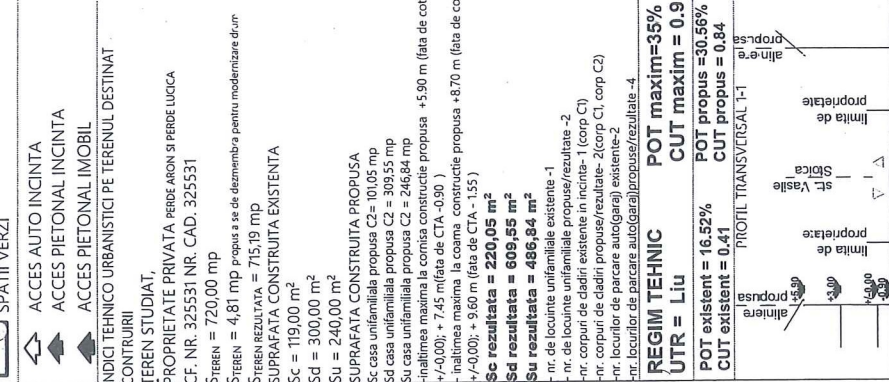 SPATII VERZI
ACCES AUTO INCINTA
ACCES PIETONAL INCINTA
ACCES PIETONAL IMOBIL
INDICI TEHNICO URBANISTICI PE TERENUL DESTINAT
CONTRUIRII
TEREN STUDIAT,
PROPRIETATE PRIVATA PERDE ARON SI PERDE LUCICA
CF. NR. 325531 NR. CAD. 325531
STEREN = 720,00 mp
STEREN = 4,81 mp propus a se de dezmembra pentru modernizare drum
STEREN REZULTATA = 715,19 mp
SUPRAFATA CONSTRUITA EXISTENTA
Sc = 119,00 m²
Sd = 300,00 m²
Su = 240,00 m²
SUPRAFATA CONSTRUITA PROPUSA
Sc casa unifamiliala propusa C2= 101,05 mp
Sd casa unifamiliala propusa C2 = 309,55 mp
Su casa unifamiliala propusa C2 = 246,84 mp
-inaltimea maxima la cornisa constructie propusa +5.90 m (fata de cot
+/-0,00); + 7.45 m(fata de CTA -0.90 )
- inaltimea maxima la coama constructie propusa +8.70 m (fata de co
+/-0,00); + 9.60 m (fata de CTA - 1.55 )
Sc rezultata = 220,05 m²
Sd rezultata = 609,55 m²
Su rezultata = 486,84 m²
- nr. de locuinte unifamiliale existente -1
- nr. de locuinte unifamiliale propuse/rezultate -2
-nr. corpuri de cladiri existente in incinta- 1 (corp C1)
-nr. corpuri de cladiri propuse/rezultate- 2(corp C1, corp C2)
-nr. locurilor de parcare auto(garaj) existente-2
-nr. locurilor de parcare auto(garaj)propuse/rezultate -4
REGIM TEHNIC POT maxim=35%
UTR = Liu CUT maxim = 0.9
POT existent = 16.52% POT propus =30.56%
CUT existent = 0.41 CUT propus = 0.84
PROFIL TRANSVERSAL 1-1
aliniere
propusa
limita de
proprietate
str. Vasile
Stoica
limita de
proprietate
aliniere
propusa
+5.90
+3.00
+/-0.00
-0.90